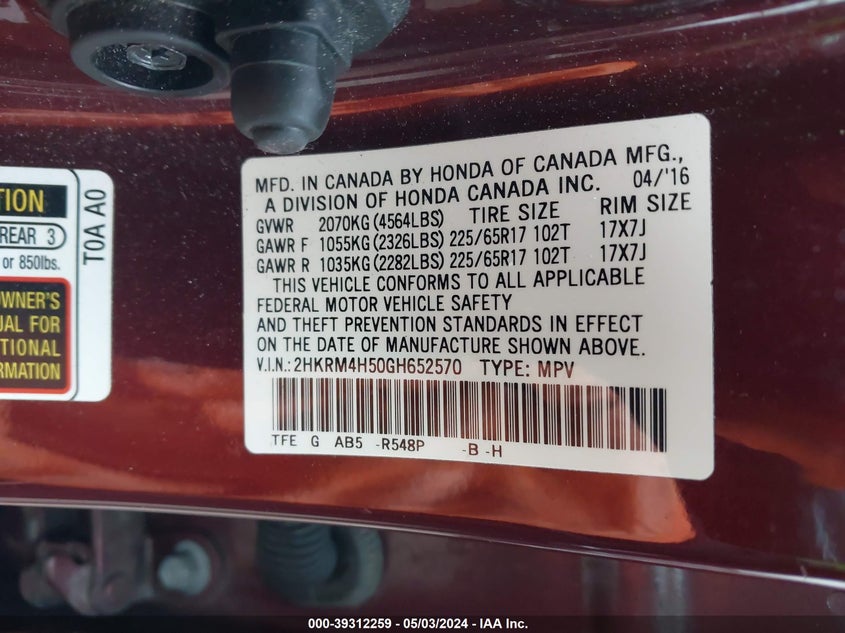 TION
REAR 3
or 850lbs.
OWNER'S
UAL FOR
TIONAL
RMATION
T0A A0
MFD. IN CANADA BY HONDA OF CANADA MFG.,
A DIVISION OF HONDA CANADA INC. 04/'16
GVWR 2070KG(4564LBS) TIRE SIZE RIM SIZE
GAWR F 1055KG(2326LBS) 225/65R17 102T 17X7J
GAWR R 1035KG(2282LBS) 225/65R17 102T 17X7J
THIS VEHICLE CONFORMS TO ALL APPLICABLE
FEDERAL MOTOR VEHICLE SAFETY
AND THEFT PREVENTION STANDARDS IN EFFECT
ON THE DATE OF MANUFACTURE SHOWN ABOVE.
V.I.N.:2HKRM4H50GH652570 TYPE: MPV
TFE G AB5 -R548P -B -H
000-39312259 - 05/03/2024 - IAA Inc.